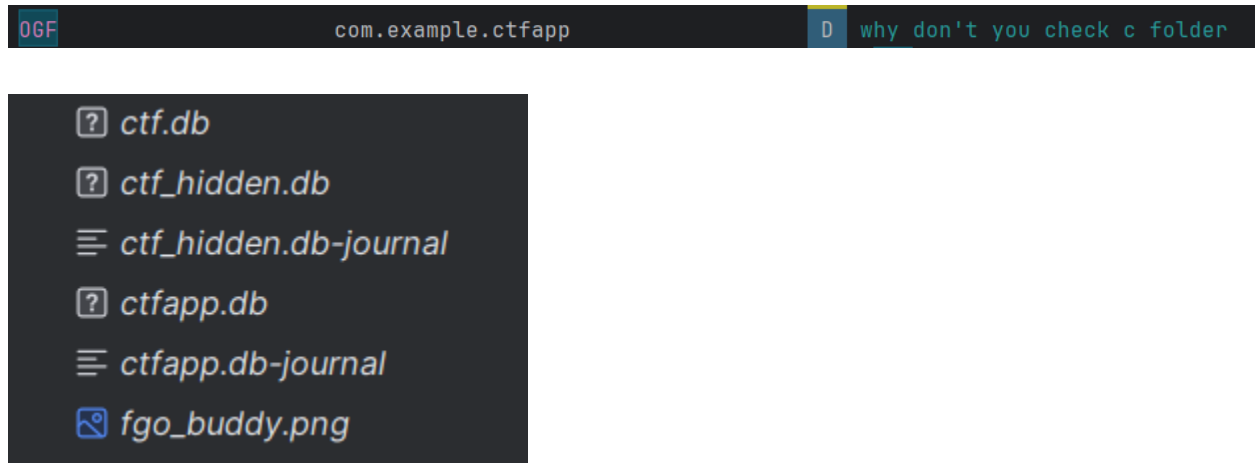 OGF com.example.ctfapp D why don't you check c folder
ctf.db
ctf_hidden.db
ctf_hidden.db-journal
ctfapp.db
ctfapp.db-journal
fgo_buddy.png